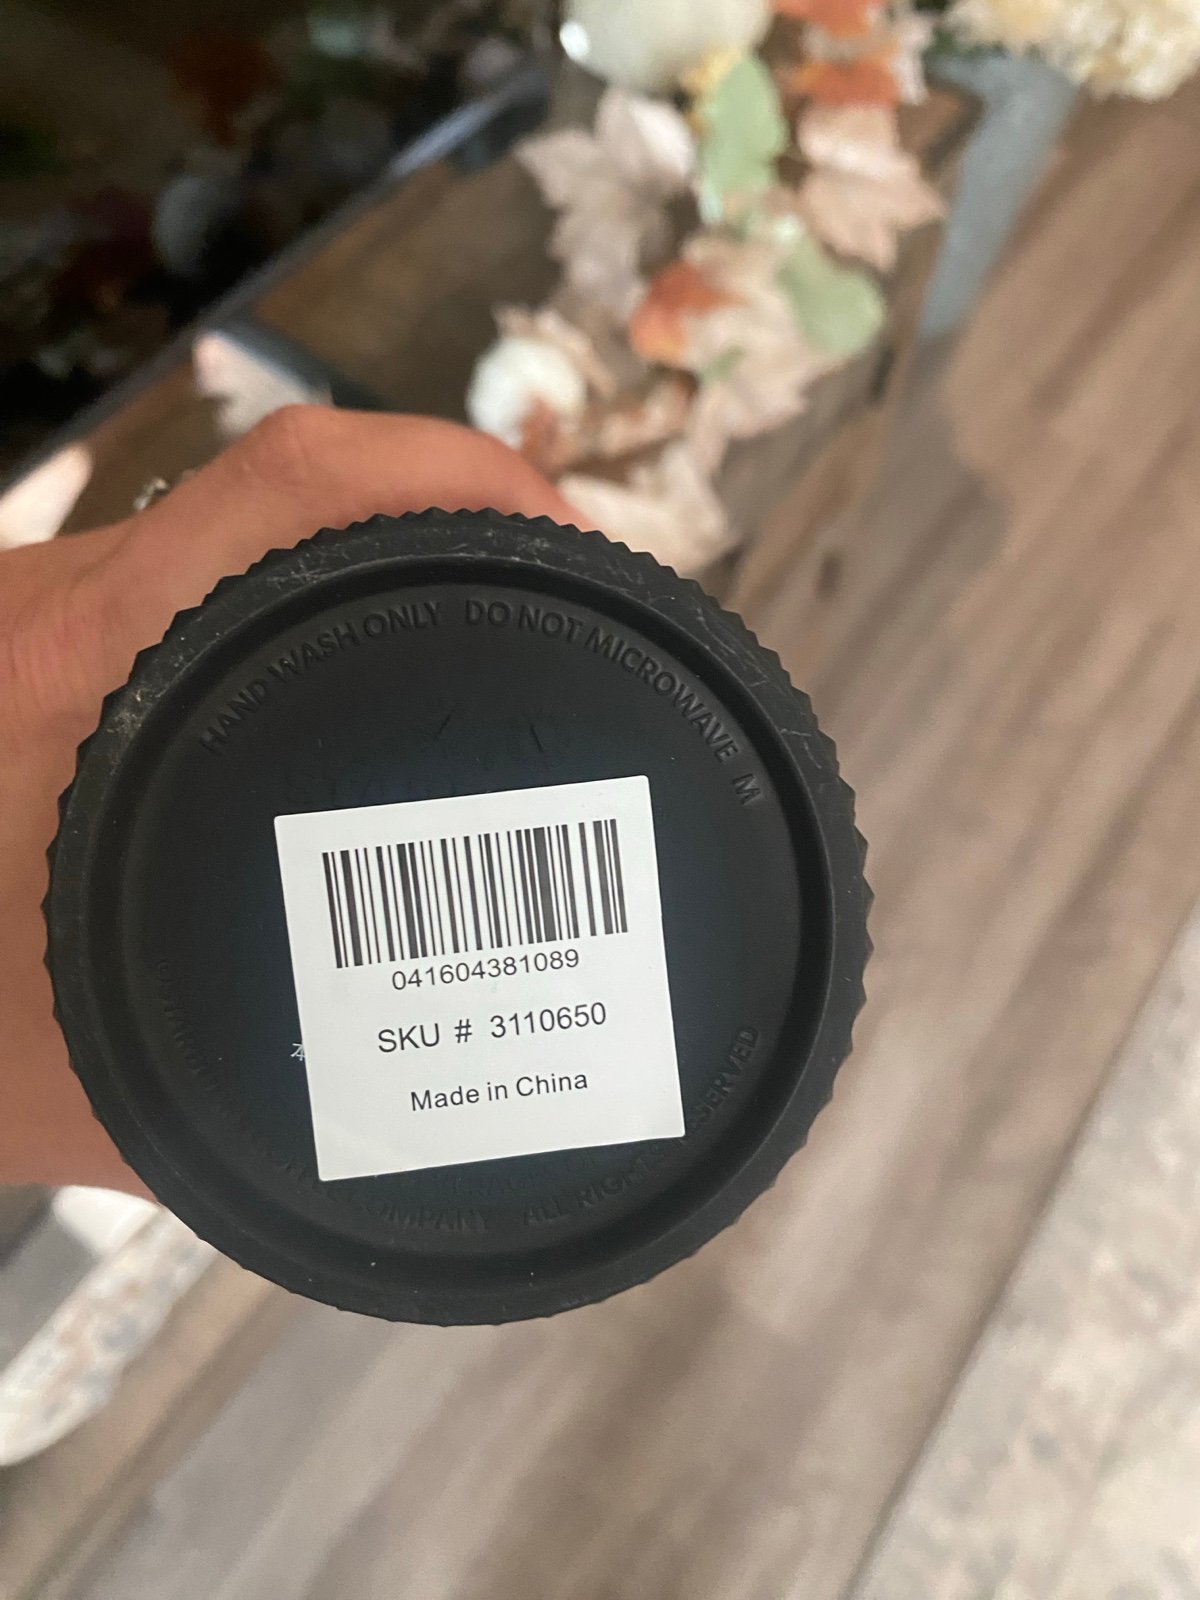 HAND WASH ONLY DO NOT MICROWAVE M
041604381089
SKU # 3110650
Made in China
COMPANY ALL RIGHTS RESERVED